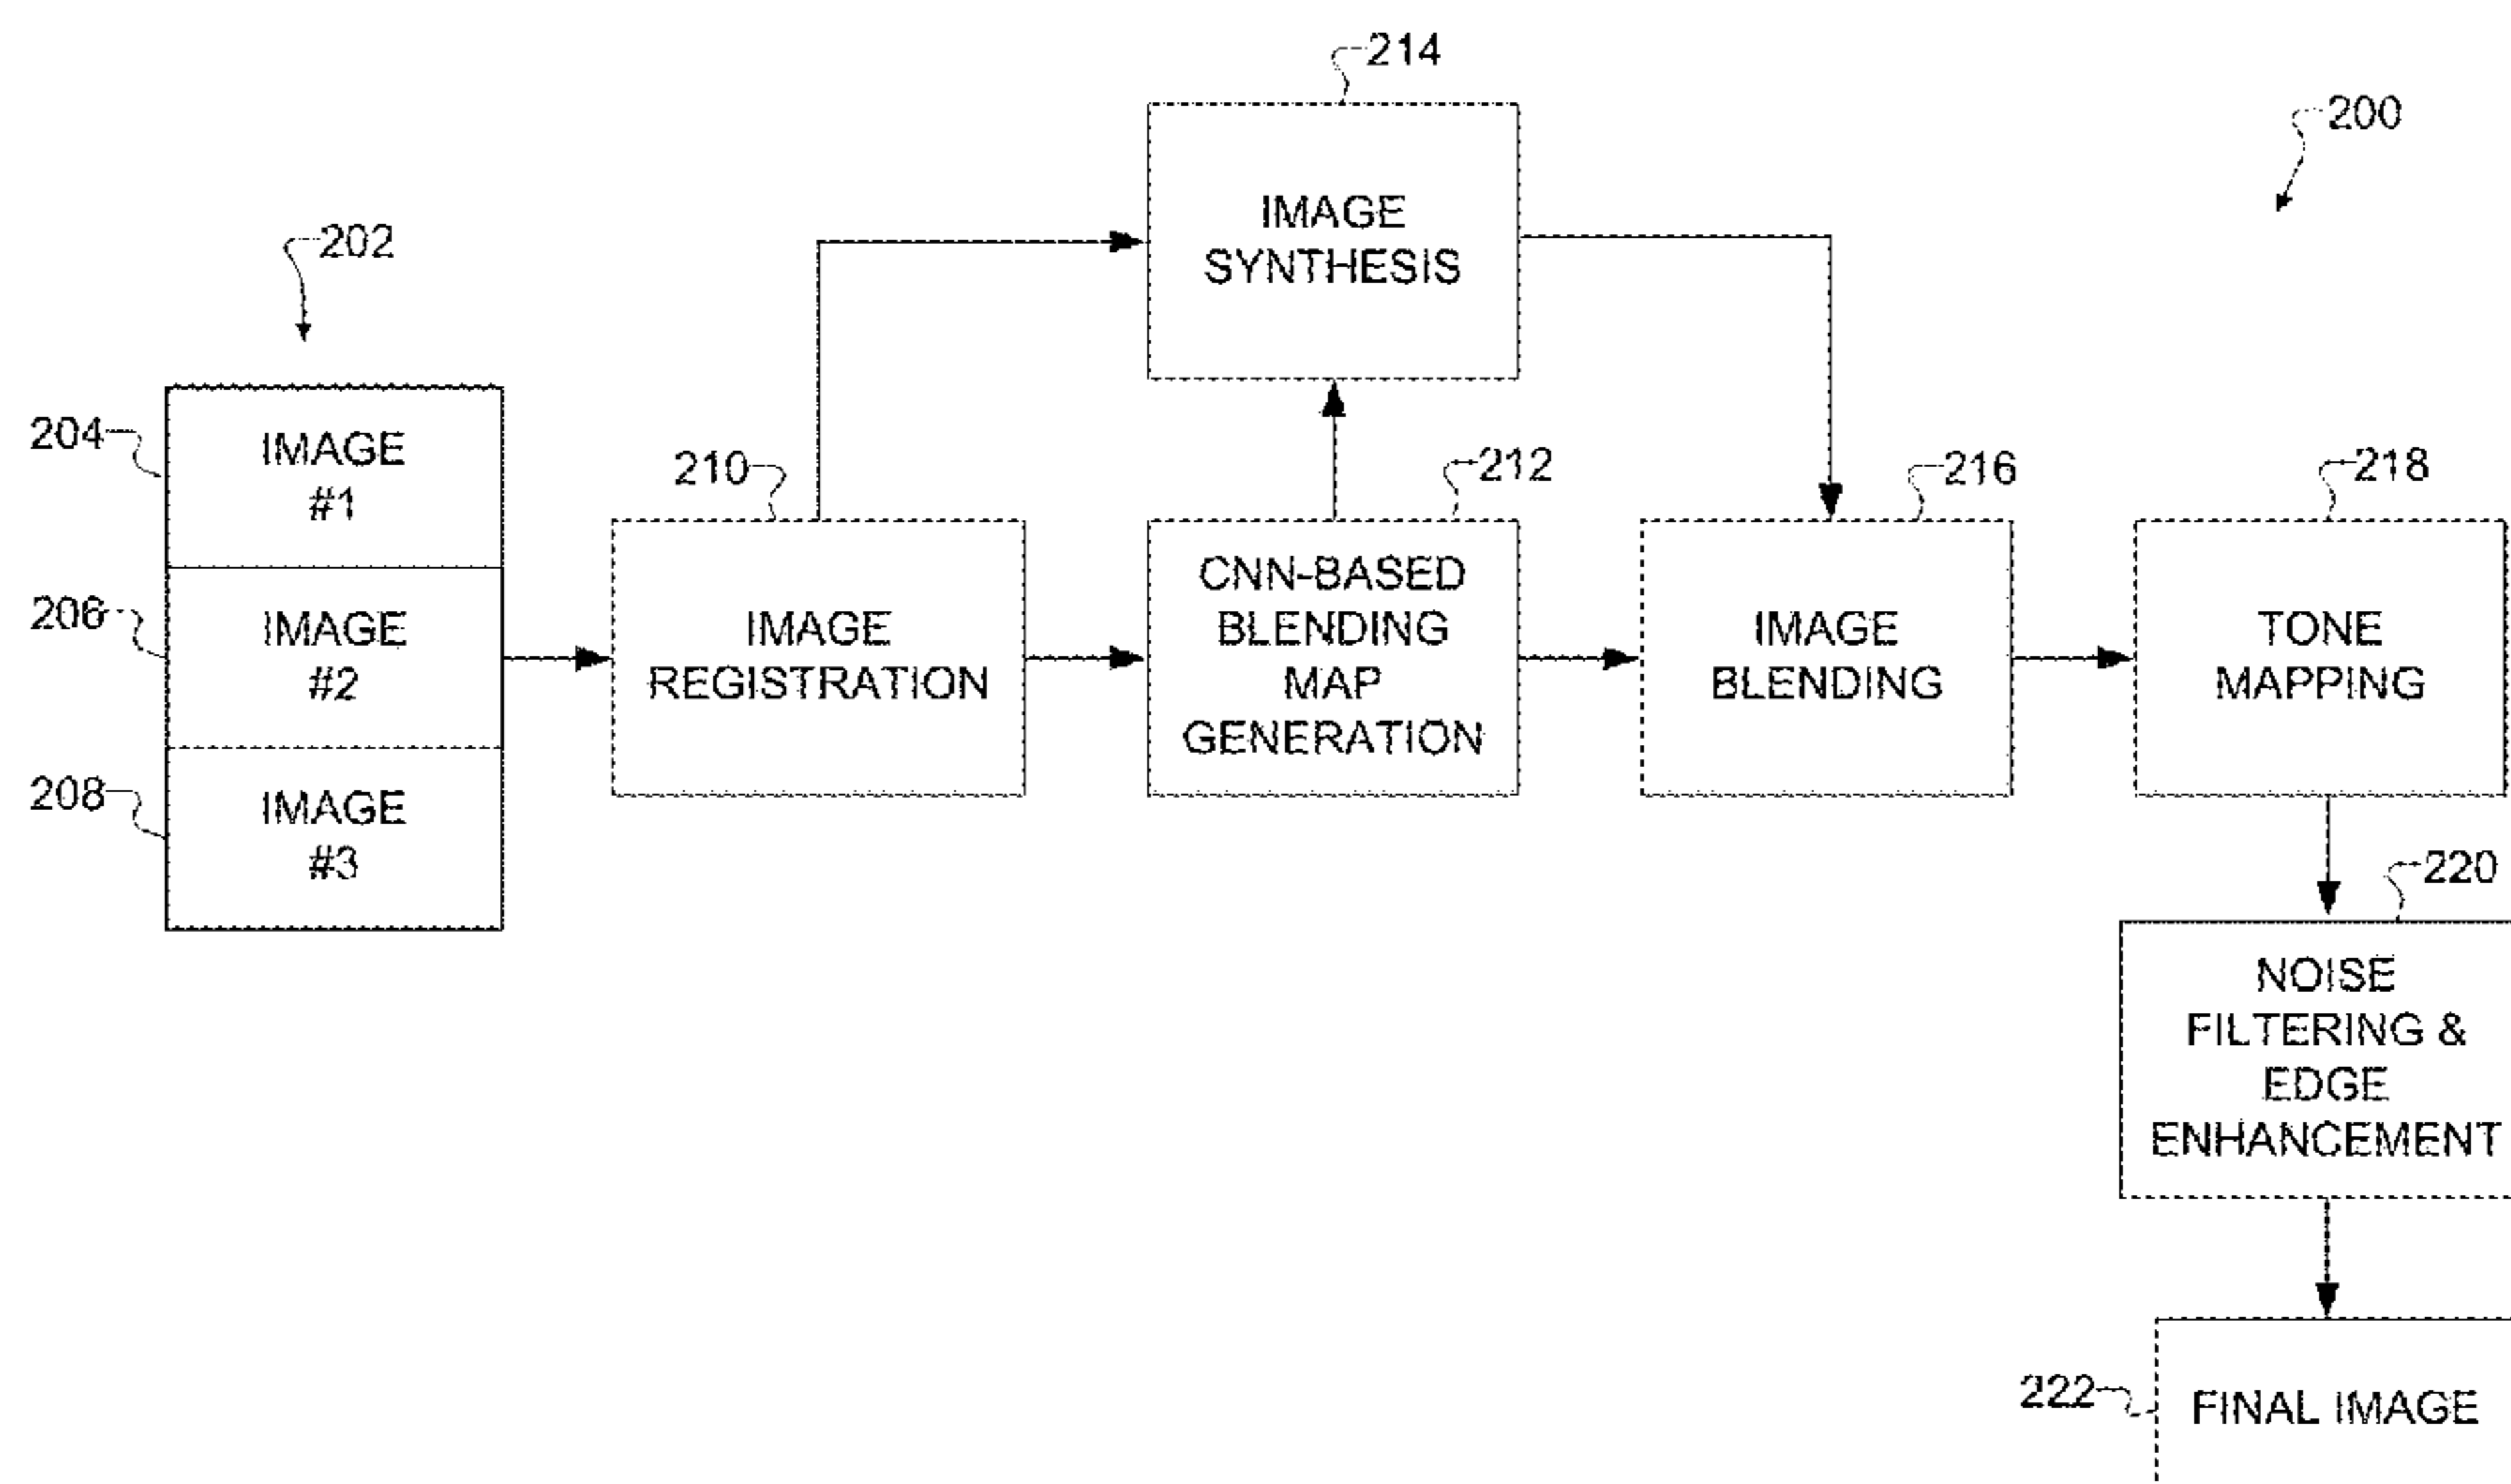 214
200
202
IMAGE
SYNTHESIS
204
IMAGE
#1
210
212
216
218
206
IMAGE
#2
IMAGE
REGISTRATION
CNN-BASED
BLENDING
MAP
GENERATION
IMAGE
BLENDING
TONE
MAPPING
208
IMAGE
#3
220
NOISE
FILTERING &
EDGE
ENHANCEMENT
222
FINAL IMAGE